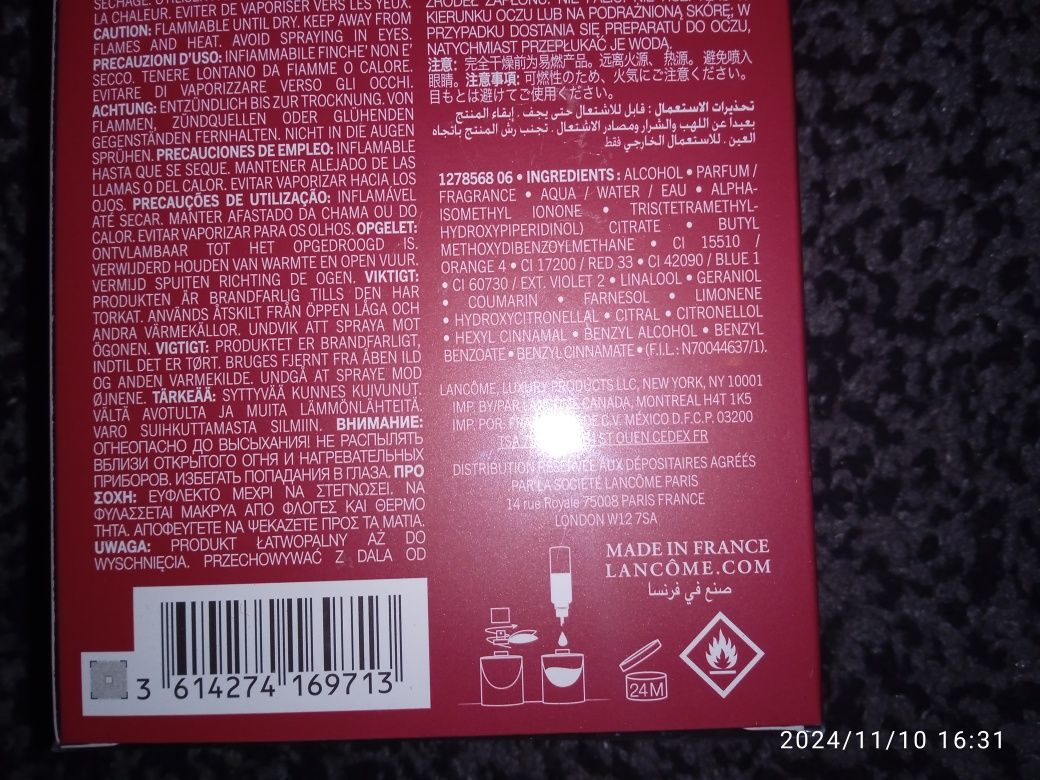 LA CHALEUR. EVITER DE VAPORISER VERS LES YEUX.
CAUTION: FLAMMABLE UNTIL DRY. KEEP AWAY FROM
FLAMES AND HEAT. AVOID SPRAYING IN EYES.
PRECAUZIONI D'USO: INFIAMMABILE FINCHE' NON E'
SECCO. TENERE LONTANO DA FIAMME O CALORE.
EVITARE DI VAPORIZZARE VERSO GLI OCCHI.
ACHTUNG: ENTZÜNDLICH BIS ZUR TROCKNUNG. VON
FLAMMEN, ZÜNDQUELLEN ODER GLÜHENDEN
GEGENSTÄNDEN FERNHALTEN. NICHT IN DIE AUGEN
SPRÜHEN. PRECAUCIONES DE EMPLEO: INFLAMABLE
HASTA QUE SE SEQUE. MANTENER ALEJADO DE LAS
LLAMAS O DEL CALOR. EVITAR VAPORIZAR HACIA LOS
OJOS. PRECAUÇÕES DE UTILIZAÇÃO: INFLAMÁVEL
ATÉ SECAR. MANTER AFASTADO DA CHAMA OU DO
CALOR. EVITAR VAPORIZAR PARA OS OLHOS. OPGELET:
ONTVLAMBAAR TOT HET OPGEDROOGD IS.
VERWIJDERD HOUDEN VAN WARMTE EN OPEN VUUR.
VERMIJD SPUITEN RICHTING DE OGEN. VIKTIGT:
PRODUKTEN ÄR BRANDFARLIG TILLS DEN HAR
TORKAT. ANVÄNDS ÅTSKILT FRÅN ÖPPEN LÅGA OCH
ANDRA VÄRMEKÄLLOR. UNDVIK ATT SPRAYA MOT
ÖGONEN. VIGTIGT: PRODUKTET ER BRANDFARLIGT,
INDTIL DET ER TØRT. BRUGES FJERNT FRA ÅBEN ILD
OG ANDEN VARMEKILDE. UNDGÅ AT SPRAYE MOD
ØJNENE. TÄRKEÄÄ: SYTTYVÄÄ KUNNES KUIVUNUT.
VÄLTÄ AVOTULTA JA MUITA LÄMMÖNLÄHTEITÄ.
VARO SUIHKUTTAMASTA SILMIIN. ВНИМАНИЕ:
ОГНЕОПАСНО ДО ВЫСЫХАНИЯ! НЕ РАСПЫЛЯТЬ
ВБЛИЗИ ОТКРЫТОГО ОГНЯ И НАГРЕВАТЕЛЬНЫХ
ПРИБОРОВ. ИЗБЕГАТЬ ПОПАДАНИЯ В ГЛАЗА. ΠΡΟ
ΣΟΧΗ: ΕΥΦΛΕΚΤΟ ΜΕΧΡΙ ΝΑ ΣΤΕΓΝΩΣΕΙ. ΝΑ
ΦΥΛΑΣΣΕΤΑΙ ΜΑΚΡΥΑ ΑΠΟ ΦΛΟΓΕΣ ΚΑΙ ΘΕΡΜΟ
ΤΗΤΑ. ΑΠΟΦΕΥΓΕΤΕ ΝΑ ΨΕΚΑΖΕΤΕ ΠΡΟΣ ΤΑ ΜΑΤΙΑ.
UWAGA: PRODUKT ŁATWOPALNY AŻ DO
WYSCHNIĘCIA. PRZECHOWYWAĆ Z DALA OD
KIERUNKU OCZU LUB NA PODRAŻNIONĄ SKÓRĘ; W
PRZYPADKU DOSTANIA SIĘ PREPARATU DO OCZU,
NATYCHMIAST PRZEPŁUKAĆ JE WODĄ.
注意: 完全干燥前为易燃产品。远离火源、热源。避免喷入
眼睛。注意事項: 可燃性のため、火気にご注意ください。
目もとは避けてご使用ください。
تحذيرات الاستعمال : قابل للاشتعال حتى يجف . إبقاء المنتج
بعيداً عن اللهب والشرار ومصادر الاشتعال . تجنب رش المنتج باتجاه
العين . للاستعمال الخارجي فقط
1278568 06 • INGREDIENTS : ALCOHOL • PARFUM /
FRAGRANCE • AQUA / WATER / EAU • ALPHA-
ISOMETHYL IONONE • TRIS(TETRAMETHYL-
HYDROXYPIPERIDINOL) CITRATE • BUTYL
METHOXYDIBENZOYLMETHANE • CI 15510 /
ORANGE 4 • CI 17200 / RED 33 • CI 42090 / BLUE 1
• CI 60730 / EXT. VIOLET 2 • LINALOOL • GERANIOL
• COUMARIN • FARNESOL • LIMONENE
• HYDROXYCITRONELLAL • CITRAL • CITRONELLOL
• HEXYL CINNAMAL • BENZYL ALCOHOL • BENZYL
BENZOATE • BENZYL CINNAMATE • (F.I.L.: N70044637/1).
LANCÔME, LUXURY PRODUCTS LLC, NEW YORK, NY 10001
IMP. BY/PAR CANADA, MONTREAL H4T 1K5
IMP. POR: DE C.V. MÉXICO D.F.C.P. 03200
TSA OUEN CEDEX FR
DISTRIBUTION RÉSERVÉE AUX DÉPOSITAIRES AGRÉÉS
PAR LA SOCIÉTÉ LANCÔME PARIS
14 rue Royale 75008 PARIS FRANCE
LONDON W12 7SA
MADE IN FRANCE
LANCÔME.COM
صنع في فرنسا
24M
3 614274 169713
2024/11/10 16:31